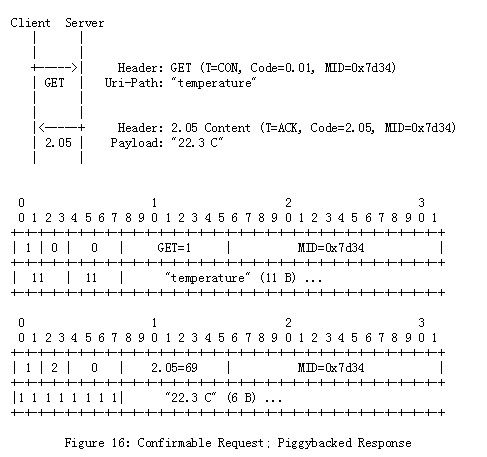 Client  Server
   |      |
   |      |
   +----->|     Header: GET (T=CON, Code=0.01, MID=0x7d34)
   | GET  |   Uri-Path: "temperature"
   |      |
   |      |
   |<-----+     Header: 2.05 Content (T=ACK, Code=2.05, MID=0x7d34)
   | 2.05 |    Payload: "22.3 C"
   |      |

 0                   1                   2                   3
 0 1 2 3 4 5 6 7 8 9 0 1 2 3 4 5 6 7 8 9 0 1 2 3 4 5 6 7 8 9 0 1
+-+-+-+-+-+-+-+-+-+-+-+-+-+-+-+-+-+-+-+-+-+-+-+-+-+-+-+-+-+-+-+-+
| 1 | 0 |   0   |     GET=1     |          MID=0x7d34           |
+-+-+-+-+-+-+-+-+-+-+-+-+-+-+-+-+-+-+-+-+-+-+-+-+-+-+-+-+-+-+-+-+
|  11   |  11   |      "temperature" (11 B) ...
+-+-+-+-+-+-+-+-+-+-+-+-+-+-+-+-+-+-+-+-+-+-+-+-+-+-+-+-+-+-+-+-+

 0                   1                   2                   3
 0 1 2 3 4 5 6 7 8 9 0 1 2 3 4 5 6 7 8 9 0 1 2 3 4 5 6 7 8 9 0 1
+-+-+-+-+-+-+-+-+-+-+-+-+-+-+-+-+-+-+-+-+-+-+-+-+-+-+-+-+-+-+-+-+
| 1 | 2 |   0   |    2.05=69    |          MID=0x7d34           |
+-+-+-+-+-+-+-+-+-+-+-+-+-+-+-+-+-+-+-+-+-+-+-+-+-+-+-+-+-+-+-+-+
|1 1 1 1 1 1 1 1|      "22.3 C" (6 B) ...
+-+-+-+-+-+-+-+-+-+-+-+-+-+-+-+-+-+-+-+-+-+-+-+-+-+-+-+-+-+-+-+-+

Figure 16: Confirmable Request; Piggybacked Response